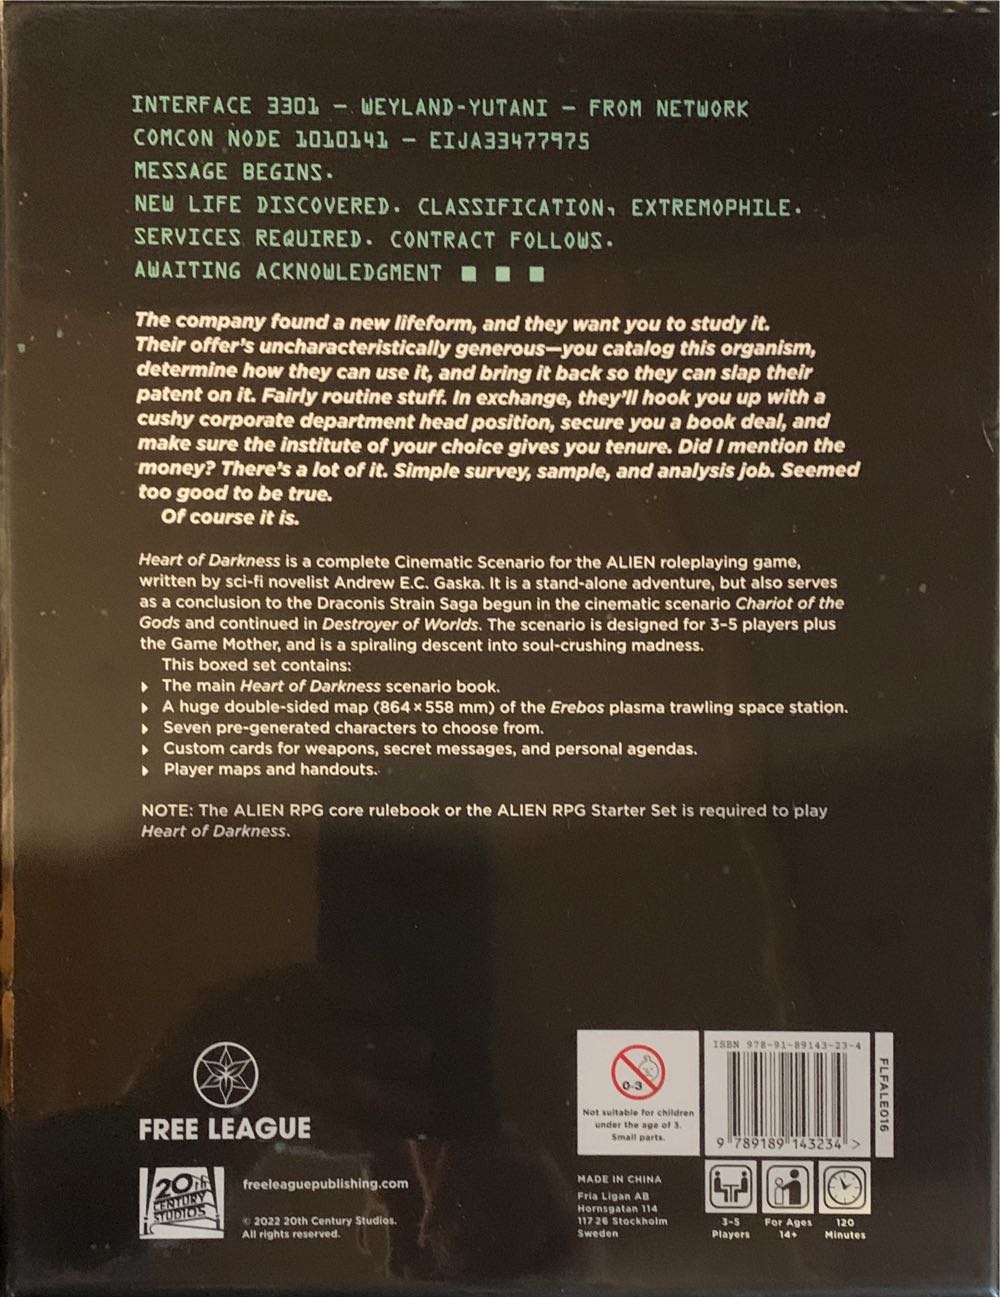 INTERFACE 3301 – WEYLAND-YUTANI – FROM NETWORK
COMCON NODE 1010141 – EIJA33477975
MESSAGE BEGINS.
NEW LIFE DISCOVERED. CLASSIFICATION, EXTREMOPHILE.
SERVICES REQUIRED. CONTRACT FOLLOWS.
AWAITING ACKNOWLEDGMENT ■ ■ ■
The company found a new lifeform, and they want you to study it.
Their offer's uncharacteristically generous—you catalog this organism,
determine how they can use it, and bring it back so they can slap their
patent on it. Fairly routine stuff. In exchange, they'll hook you up with a
cushy corporate department head position, secure you a book deal, and
make sure the institute of your choice gives you tenure. Did I mention the
money? There's a lot of it. Simple survey, sample, and analysis job. Seemed
too good to be true.
Of course it is.
Heart of Darkness is a complete Cinematic Scenario for the ALIEN roleplaying game,
written by sci-fi novelist Andrew E.C. Gaska. It is a stand-alone adventure, but also serves
as a conclusion to the Draconis Strain Saga begun in the cinematic scenario Chariot of the
Gods and continued in Destroyer of Worlds. The scenario is designed for 3-5 players plus
the Game Mother, and is a spiraling descent into soul-crushing madness.
This boxed set contains:
The main Heart of Darkness scenario book.
A huge double-sided map (864×558 mm) of the Erebos plasma trawling space station.
Seven pre-generated characters to choose from.
Custom cards for weapons, secret messages, and personal agendas.
Player maps and handouts.
NOTE: The ALIEN RPG core rulebook or the ALIEN RPG Starter Set is required to play
Heart of Darkness.
FREE LEAGUE
20th
CENTURY
STUDIOS
freeleaguepublishing.com
© 2022 20th Century Studios.
All rights reserved.
0-3
Not suitable for children
under the age of 3.
Small parts.
ISBN 978-91-89143-23-4
9 789189 143234 >
FLFALE016
MADE IN CHINA
Fria Ligan AB
Hornsgatan 114
117 26 Stockholm
Sweden
3-5
Players
For Ages
14+
120
Minutes